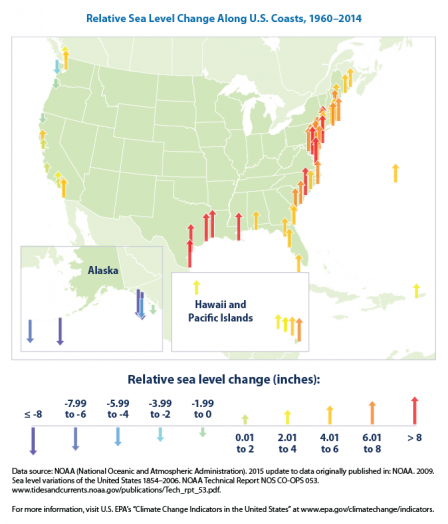 Relative Sea Level Change Along U.S. Coasts, 1960–2014
Alaska
Hawaii and
Pacific Islands
Relative sea level change (inches):
≤ -8
-7.99
to -6
-5.99
to -4
-3.99
to -2
-1.99
to 0
0.01
to 2
2.01
to 4
4.01
to 6
6.01
to 8
> 8
Data source: NOAA (National Oceanic and Atmospheric Administration). 2015 update to data originally published in: NOAA. 2009.
Sea level variations of the United States 1854–2006. NOAA Technical Report NOS CO-OPS 053.
www.tidesandcurrents.noaa.gov/publications/Tech_rpt_53.pdf.
For more information, visit U.S. EPA's "Climate Change Indicators in the United States" at www.epa.gov/climatechange/indicators.